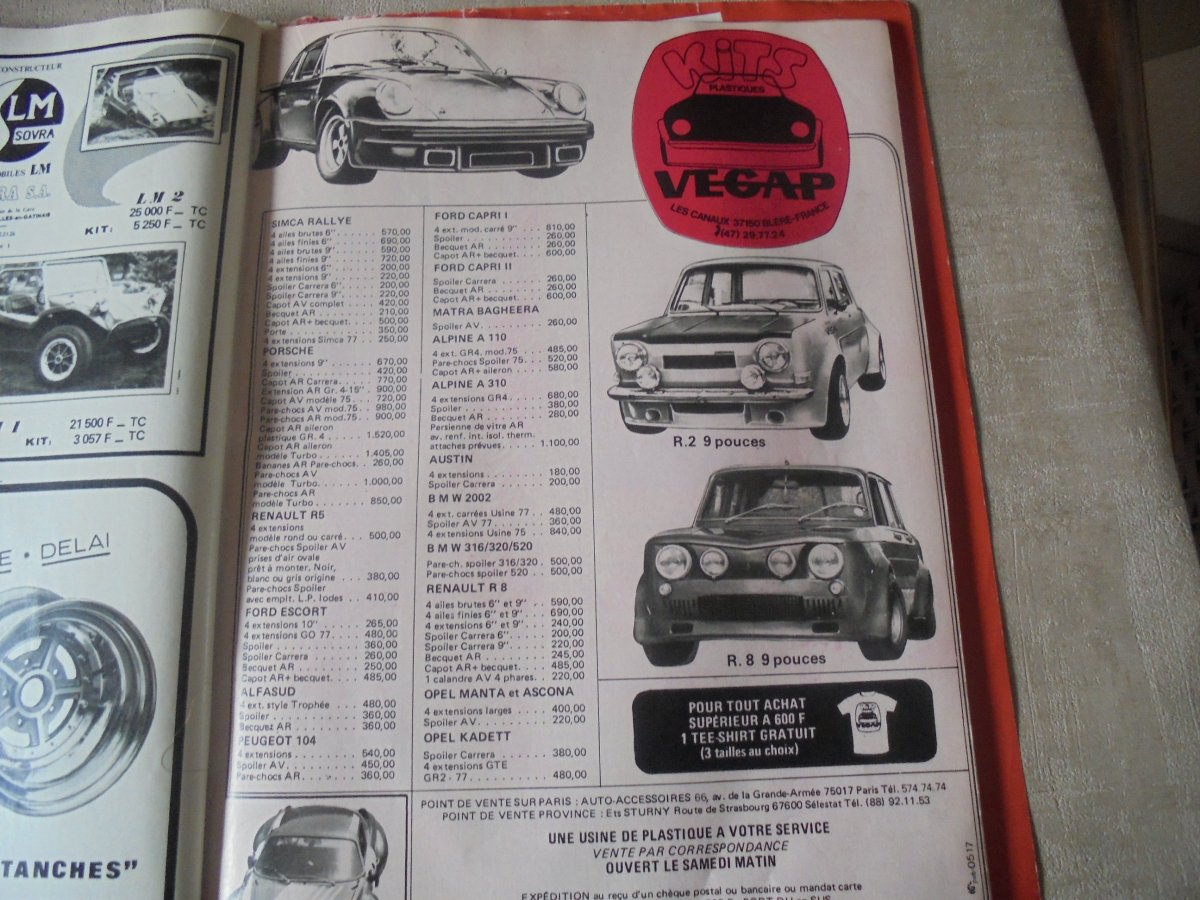 CONSTRUCTEUR
LM
SOVRA
LM
LM 2
25 000 F — TC
KIT: 5 250 F — TC
21 500 F — TC
KIT: 3 057 F — TC
DELAI
TANCHES"
KITS
PLASTIQUES
VEGAP
LES CANAUX 37150 BLERE-FRANCE
(47) 29.77.24
SIMCA RALLYE
4 ailes brutes 6" 570,00
4 ailes finies 6" 690,00
4 ailes brutes 9" 590,00
4 ailes finies 9" 720,00
4 extensions 6" 200,00
4 extensions 9" 220,00
Spoiler Carrera 6" 200,00
Spoiler Carrera 9" 220,00
Capot AV complet 420,00
Becquet AR 210,00
Capot AR+ becquet 500,00
Porte 350,00
4 extensions Simca 77 250,00
PORSCHE
4 extensions 9" 670,00
Spoiler 420,00
Capot AR Carrera 770,00
Extension AR Gr. 4-15" 900,00
Capot AV modèle 75 720,00
Pare-chocs AV mod.75 980,00
Pare-chocs AR mod.75 900,00
Capot AR aileron
plastique GR. 4 1.520,00
Capot AR aileron
modèle Turbo 1.405,00
Bananes AR Pare-chocs 260,00
Pare-chocs AV
modèle Turbo 1.000,00
Pare-chocs AR
modèle Turbo 850,00
RENAULT R5
4 extensions
modèle rond ou carré 500,00
Pare-chocs Spoiler AV
prises d'air ovale
prêt à monter. Noir,
blanc ou gris origine 380,00
Pare-chocs Spoiler
avec emplt. L.P. Iodes 410,00
FORD ESCORT
4 extensions 10" 265,00
4 extensions GO 77 480,00
Spoiler 360,00
Spoiler Carrera 260,00
Becquet AR 250,00
Capot AR+ becquet 485,00
ALFASUD
4 ext. style Trophée 480,00
Spoiler 360,00
Becquez AR 360,00
PEUGEOT 104
4 extensions 540,00
Spoiler AV 450,00
Pare-chocs AR 360,00
FORD CAPRI I
4 ext. mod. carré 9" 810,00
Spoiler 260,00
Becquet AR 260,00
Capot AR+ becquet 600,00
FORD CAPRI II
Spoiler Carrera 260,00
Becquet AR 260,00
Capot AR+ becquet 600,00
MATRA BAGHEERA
Spoiler AV 260,00
ALPINE A 110
4 ext. GR4, mod.75 485,00
Pare-chocs Spoiler 75 520,00
Capot AR+ aileron 580,00
ALPINE A 310
4 extensions GR4 680,00
Spoiler 380,00
Becquet AR 280,00
Persienne de vitre AR
av. renf. int. isol. therm.
attaches prévues 1.100,00
AUSTIN
4 extensions 180,00
Spoiler Carrera 200,00
BMW 2002
4 ext. carrées Usine 77 480,00
Spoiler AV 77 360,00
4 extensions Usine 75 840,00
BMW 316/320/520
Pare-ch. spoiler 316/320 500,00
Pare-chocs spoiler 520 500,00
RENAULT R 8
4 ailes brutes 6" et 9" 590,00
4 ailes finies 6" et 9" 690,00
4 extensions 6" et 9" 240,00
Spoiler Carrera 6" 200,00
Spoiler Carrera 9" 220,00
Becquet AR 245,00
Capot AR+ becquet 485,00
1 calandre AV 4 phares 220,00
OPEL MANTA et ASCONA
4 extensions larges 400,00
Spoiler AV 220,00
OPEL KADETT
Spoiler Carrera 380,00
4 extensions GTE
GR2 - 77 480,00
R.2 9 pouces
R. 8 9 pouces
POUR TOUT ACHAT
SUPÉRIEUR A 600 F
1 TEE-SHIRT GRATUIT
(3 tailles au choix)
VEGAP
POINT DE VENTE SUR PARIS : AUTO-ACCESSOIRES 66, av. de la Grande-Armée 75017 Paris Tél. 574.74.74
POINT DE VENTE PROVINCE : Ets STURNY Route de Strasbourg 67600 Sélestat Tél. (88) 92.11.53
UNE USINE DE PLASTIQUE A VOTRE SERVICE
VENTE PAR CORRESPONDANCE
OUVERT LE SAMEDI MATIN
EXPÉDITION au reçu d'un chèque postal ou bancaire ou mandat carte
0517